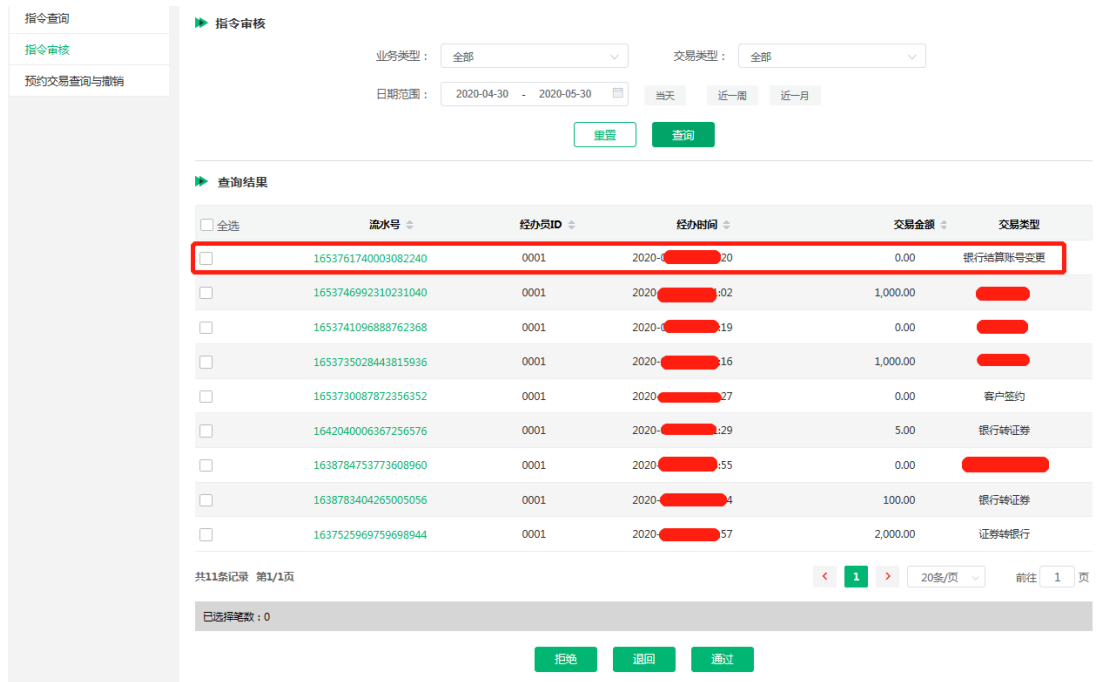 指令查询
指令审核
预约交易查询与撤销
指令审核
业务类型： 全部 交易类型： 全部
日期范围： 2020-04-30 - 2020-05-30 当天 近一周 近一月
重置 查询
查询结果
全选 流水号 经办员ID 经办时间 交易金额 交易类型
1653761740003082240 0001 2020-0 20 0.00 银行结算账号变更
1653746992310231040 0001 2020 :02 1,000.00
1653741096888762368 0001 2020-0 :19 0.00
1653735028443815936 0001 2020- :16 1,000.00
1653730087872356352 0001 2020 27 0.00 客户签约
1642040006367256576 0001 2020- :29 5.00 银行转证券
1638784753773608960 0001 2020 :55 0.00
1638783404265005056 0001 2020- 4 100.00 银行转证券
1637525969759698944 0001 2020- 57 2,000.00 证券转银行
共11条记录 第1/1页 1 20条/页 前往 1 页
已选择笔数：0
拒绝 退回 通过